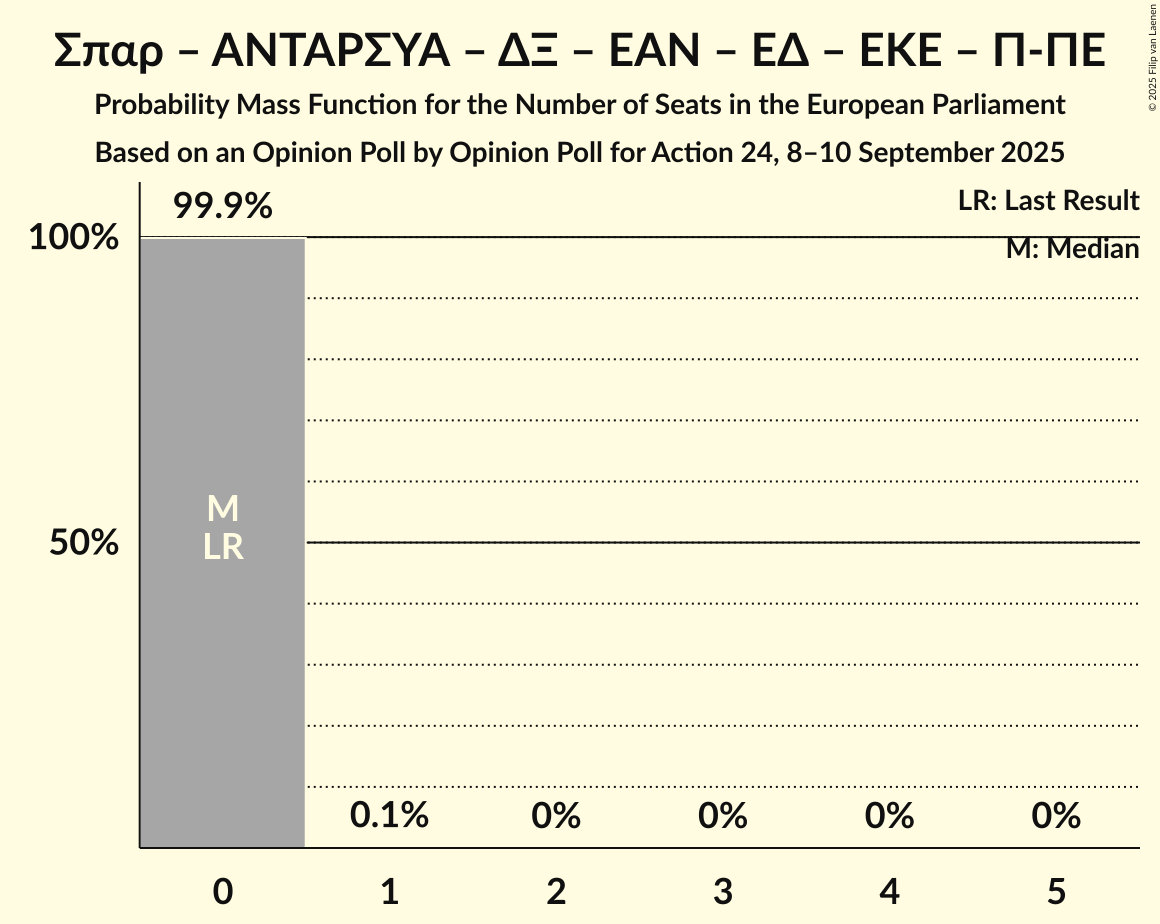 Σπαρ – ΑΝΤΑΡΣΥΑ – ΔΞ – ΕΑΝ – ΕΔ – ΕΚΕ – Π-ΠΕ
Probability Mass Function for the Number of Seats in the European Parliament
Based on an Opinion Poll by Opinion Poll for Action 24, 8–10 September 2025
© 2025 Filip van Laenen
LR: Last Result
M: Median
99.9%
100%
50%
M
LR
0.1% 0% 0% 0% 0%
0 1 2 3 4 5